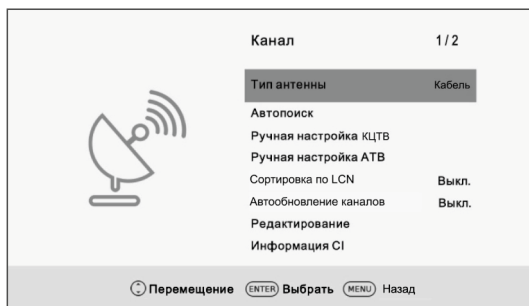 Канал 1/2
Тип антенны Кабель
Автопоиск
Ручная настройка КЦТВ
Ручная настройка АТВ
Сортировка по LCN Выкл.
Автообновление каналов Выкл.
Редактирование
Информация CI
Перемещение ENTER Выбрать MENU Назад